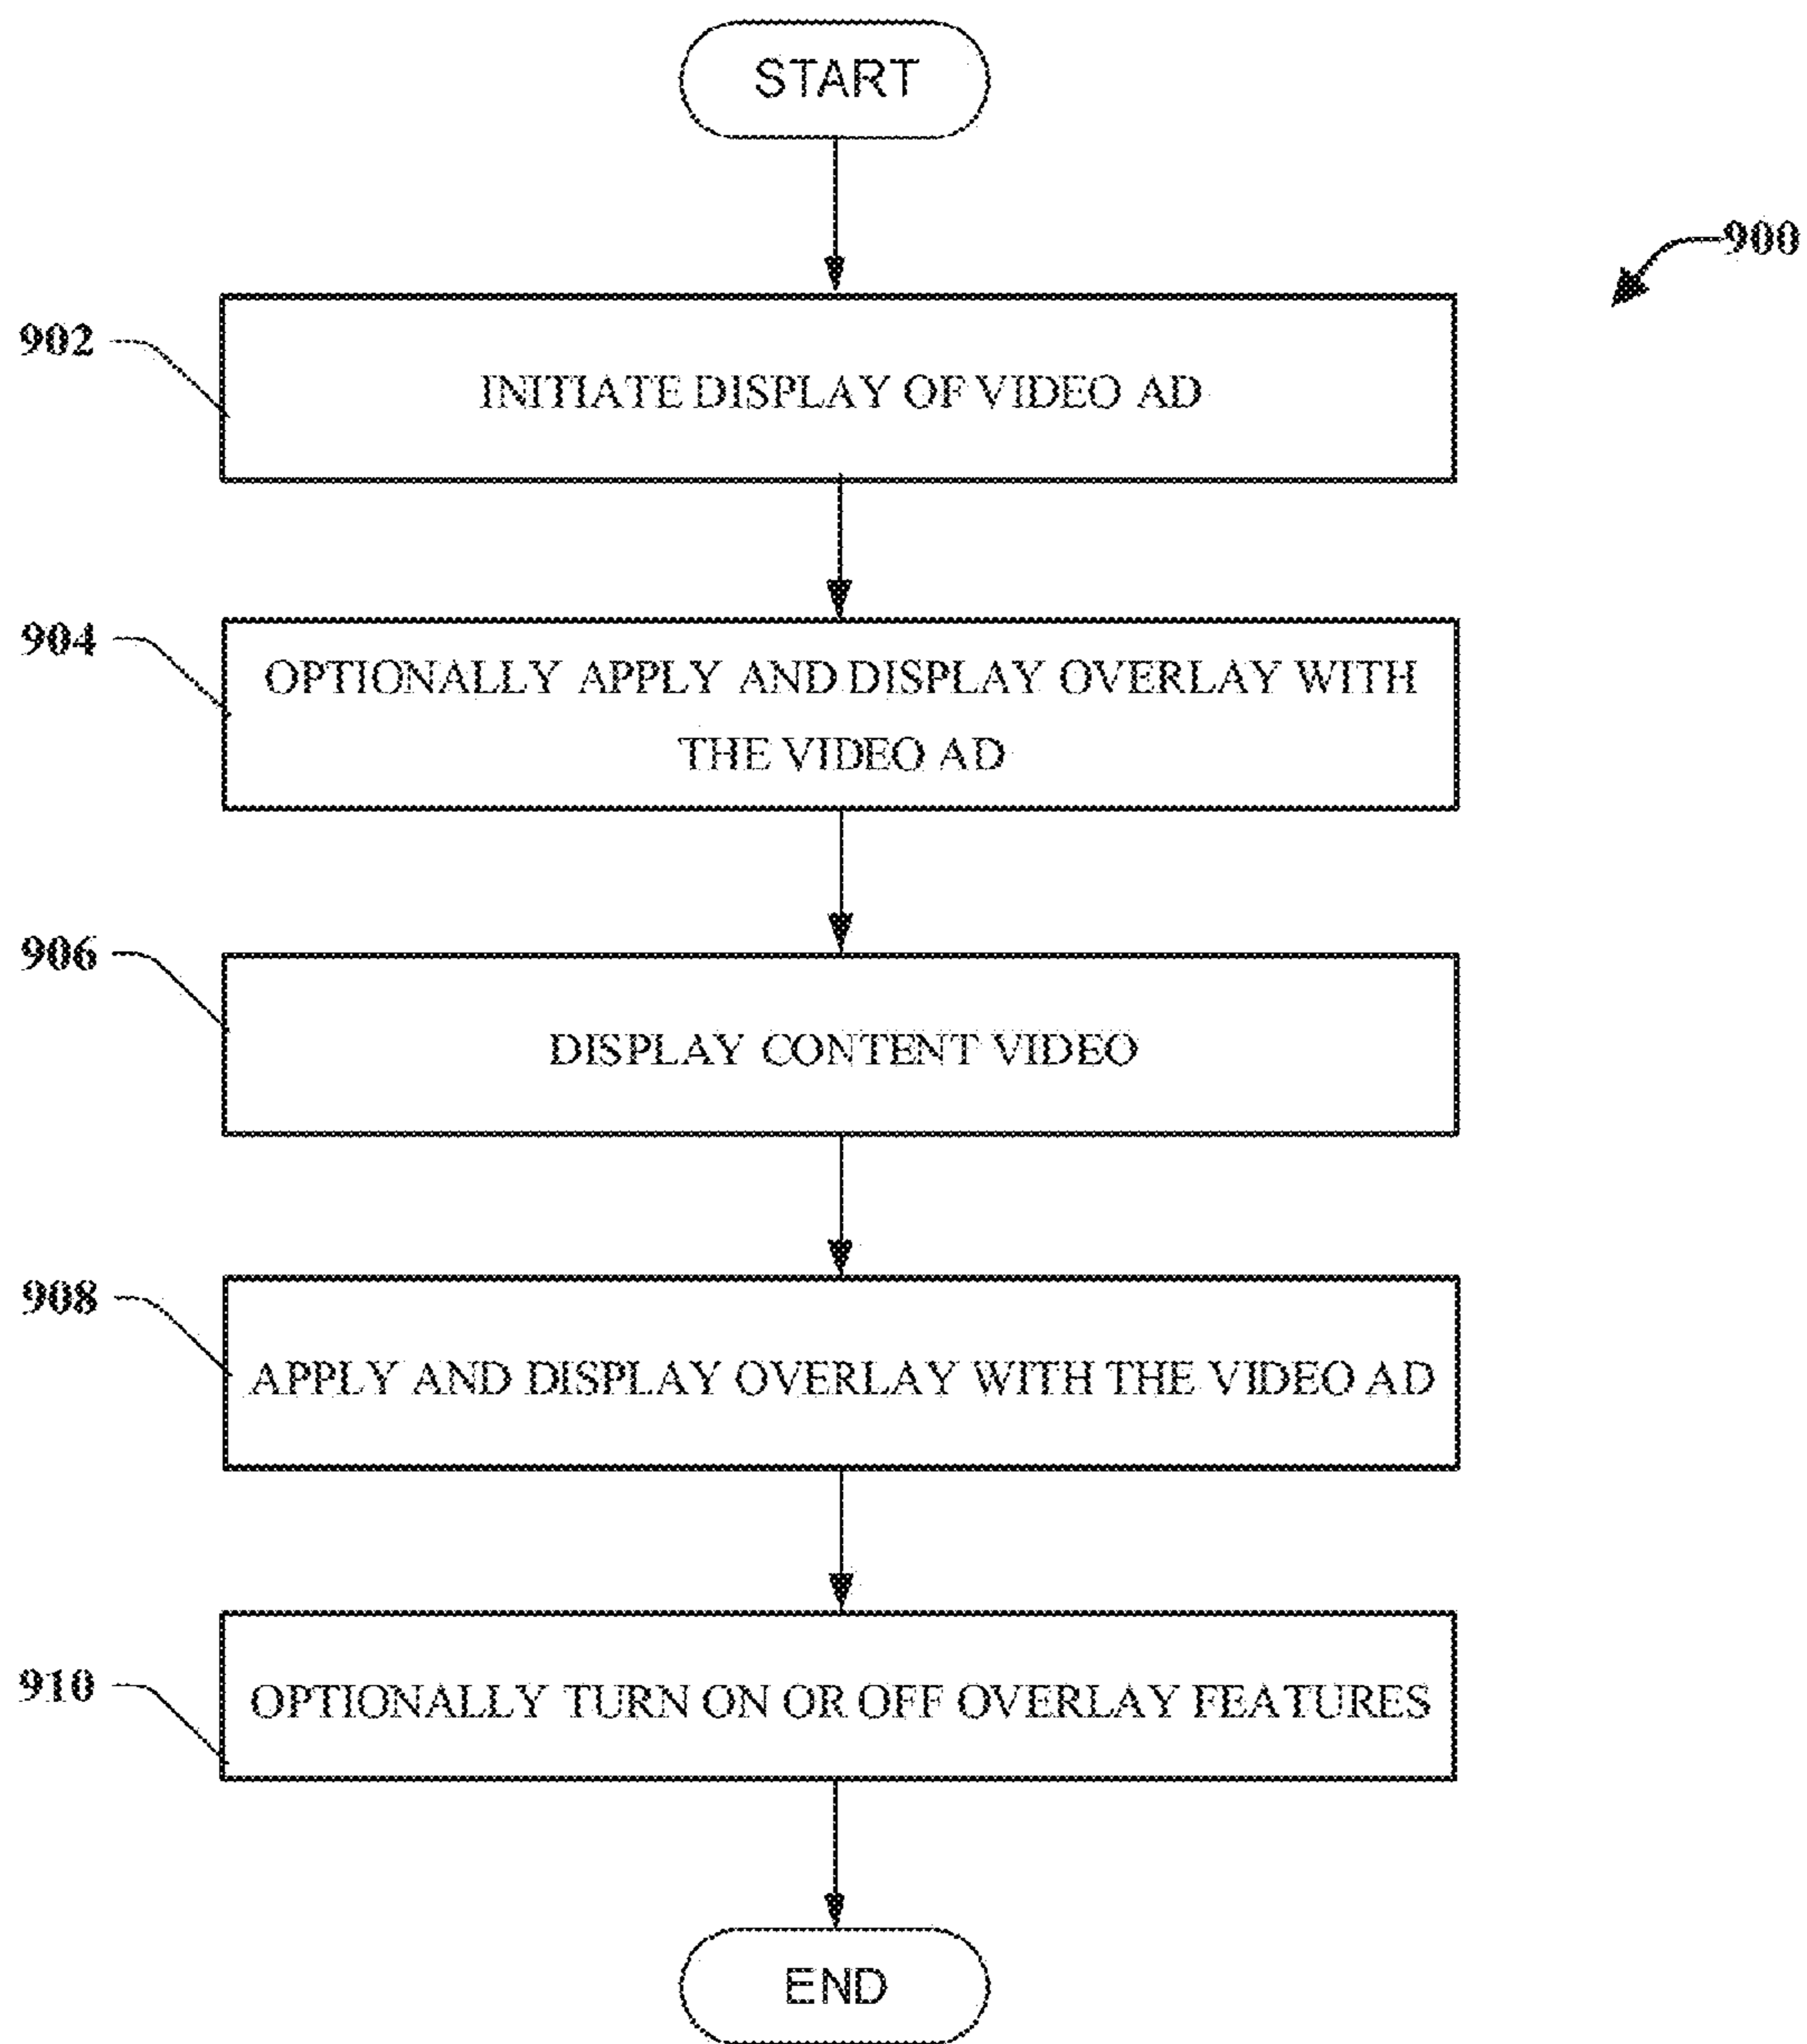 START
900
902
INITIATE DISPLAY OF VIDEO AD
904
OPTIONALLY APPLY AND DISPLAY OVERLAY WITH
THE VIDEO AD
906
DISPLAY CONTENT VIDEO
908
APPLY AND DISPLAY OVERLAY WITH THE VIDEO AD
910
OPTIONALLY TURN ON OR OFF OVERLAY FEATURES
END